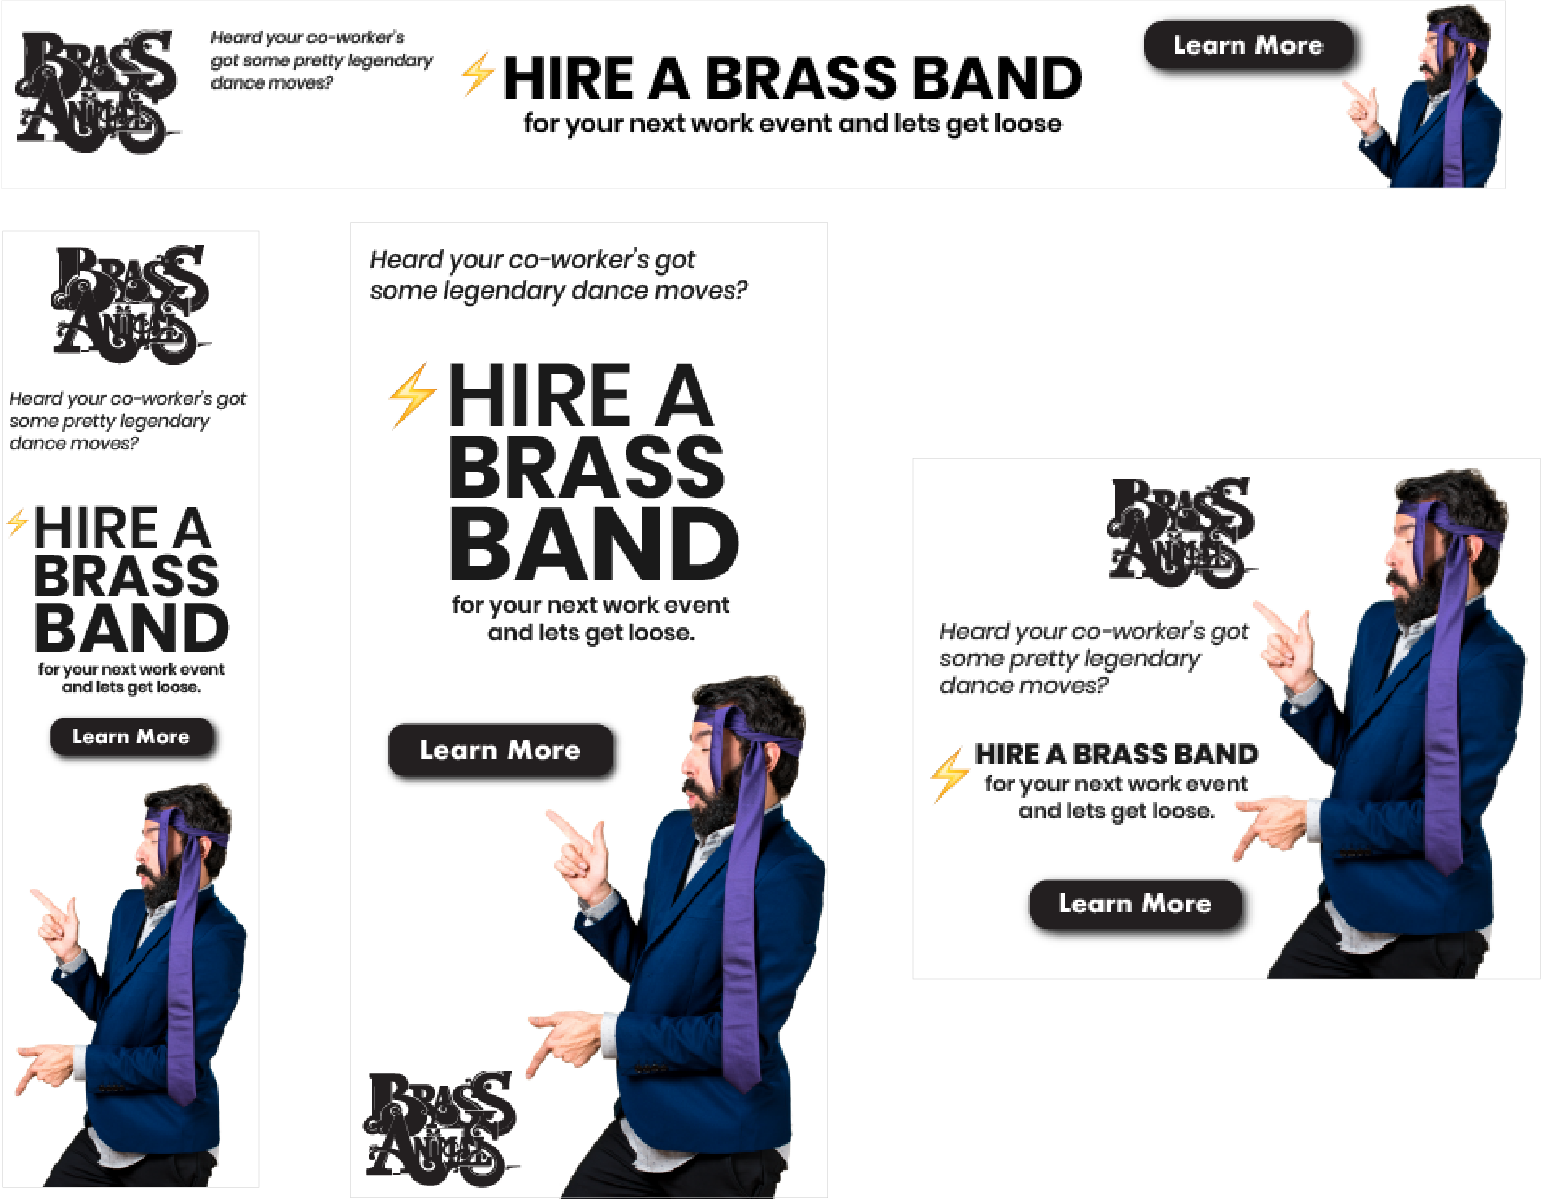 BRASS
ANIMAL
Heard your co-worker's
got some pretty legendary
dance moves?
HIRE A BRASS BAND
for your next work event and lets get loose
Learn More
BRASS
ANIMAL
Heard your co-worker's got
some pretty legendary
dance moves?
HIRE A
BRASS
BAND
for your next work event
and lets get loose.
Learn More
Heard your co-worker's got
some legendary dance moves?
HIRE A
BRASS
BAND
for your next work event
and lets get loose.
Learn More
BRASS
ANIMAL
BRASS
ANIMAL
Heard your co-worker's got
some pretty legendary
dance moves?
HIRE A BRASS BAND
for your next work event
and lets get loose.
Learn More